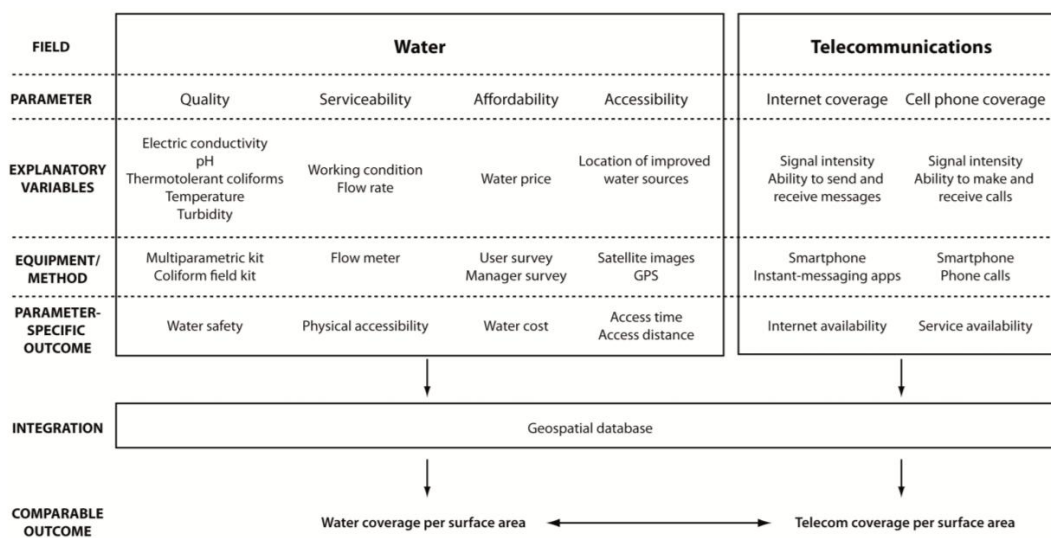 FIELD
Water
Telecommunications
PARAMETER
Quality
Serviceability
Affordability
Accessibility
Internet coverage
Cell phone coverage
EXPLANATORY
VARIABLES
Electric conductivity
pH
Thermotolerant coliforms
Temperature
Turbidity
Working condition
Flow rate
Water price
Location of improved
water sources
Signal intensity
Ability to send and
receive messages
Signal intensity
Ability to make and
receive calls
EQUIPMENT/
METHOD
Multiparametric kit
Coliform field kit
Flow meter
User survey
Manager survey
Satellite images
GPS
Smartphone
Instant-messaging apps
Smartphone
Phone calls
PARAMETER-
SPECIFIC
OUTCOME
Water safety
Physical accessibility
Water cost
Access time
Access distance
Internet availability
Service availability
INTEGRATION
Geospatial database
COMPARABLE
OUTCOME
Water coverage per surface area
Telecom coverage per surface area